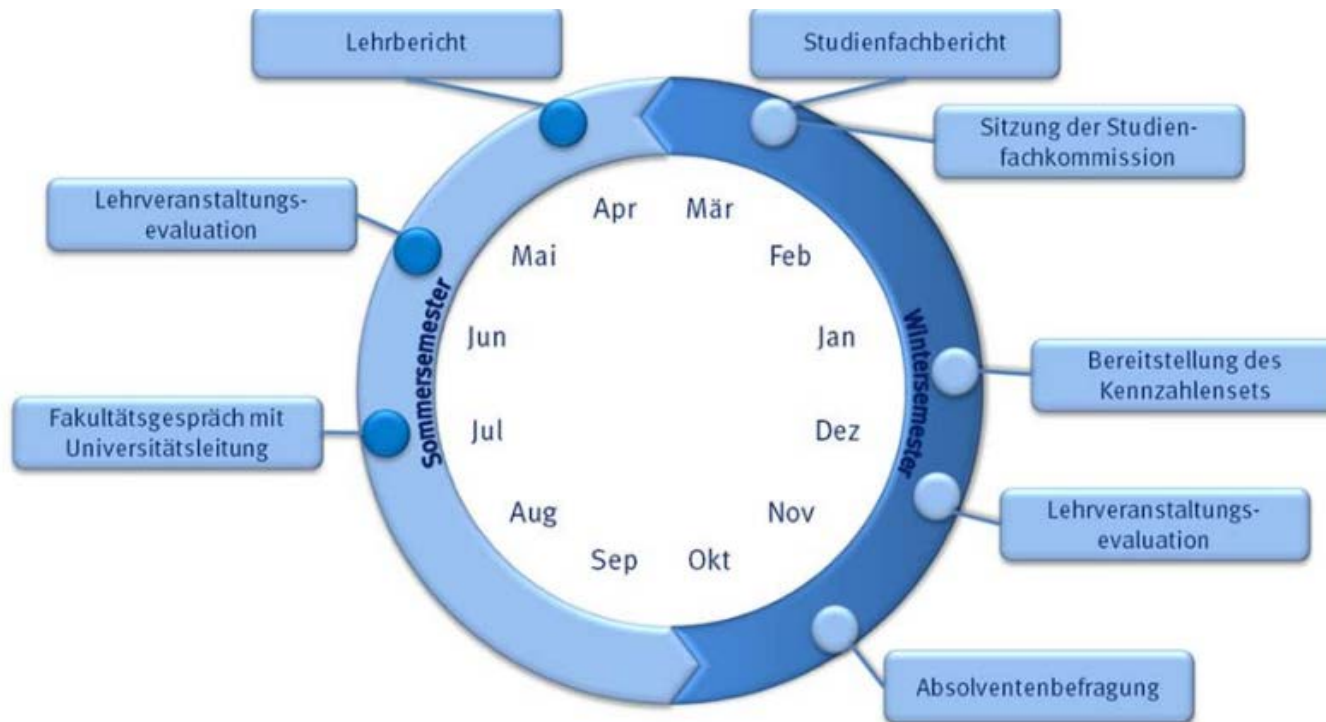 Lehrbericht
Studienfachbericht
Sitzung der Studien-
fachkommission
Lehrveranstaltungs-
evaluation
Apr
Mär
Mai
Feb
Jun
Jan
Sommersemester
Wintersemester
Bereitstellung des
Kennzahlensets
Fakultätsgespräch mit
Universitätsleitung
Jul
Dez
Aug
Nov
Lehrveranstaltungs-
evaluation
Sep
Okt
Absolventenbefragung